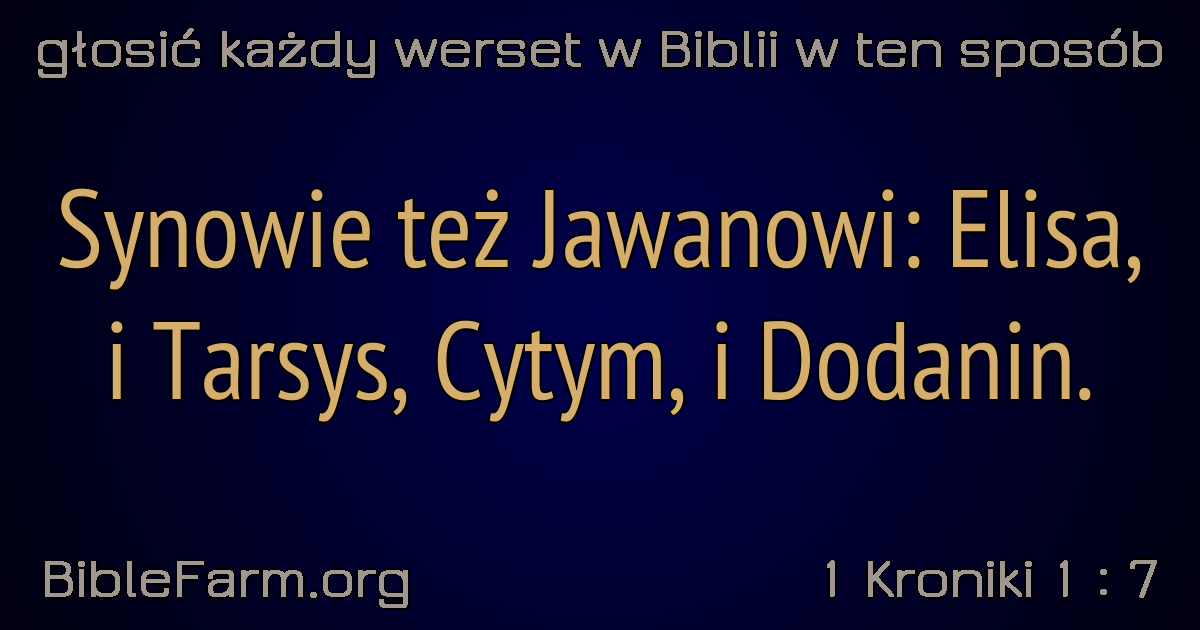 głosić każdy werset w Biblii w ten sposób
Synowie też Jawanowi: Elisa,
i Tarsys, Cytym, i Dodanin.
BibleFarm.org
1 Kroniki 1 : 7